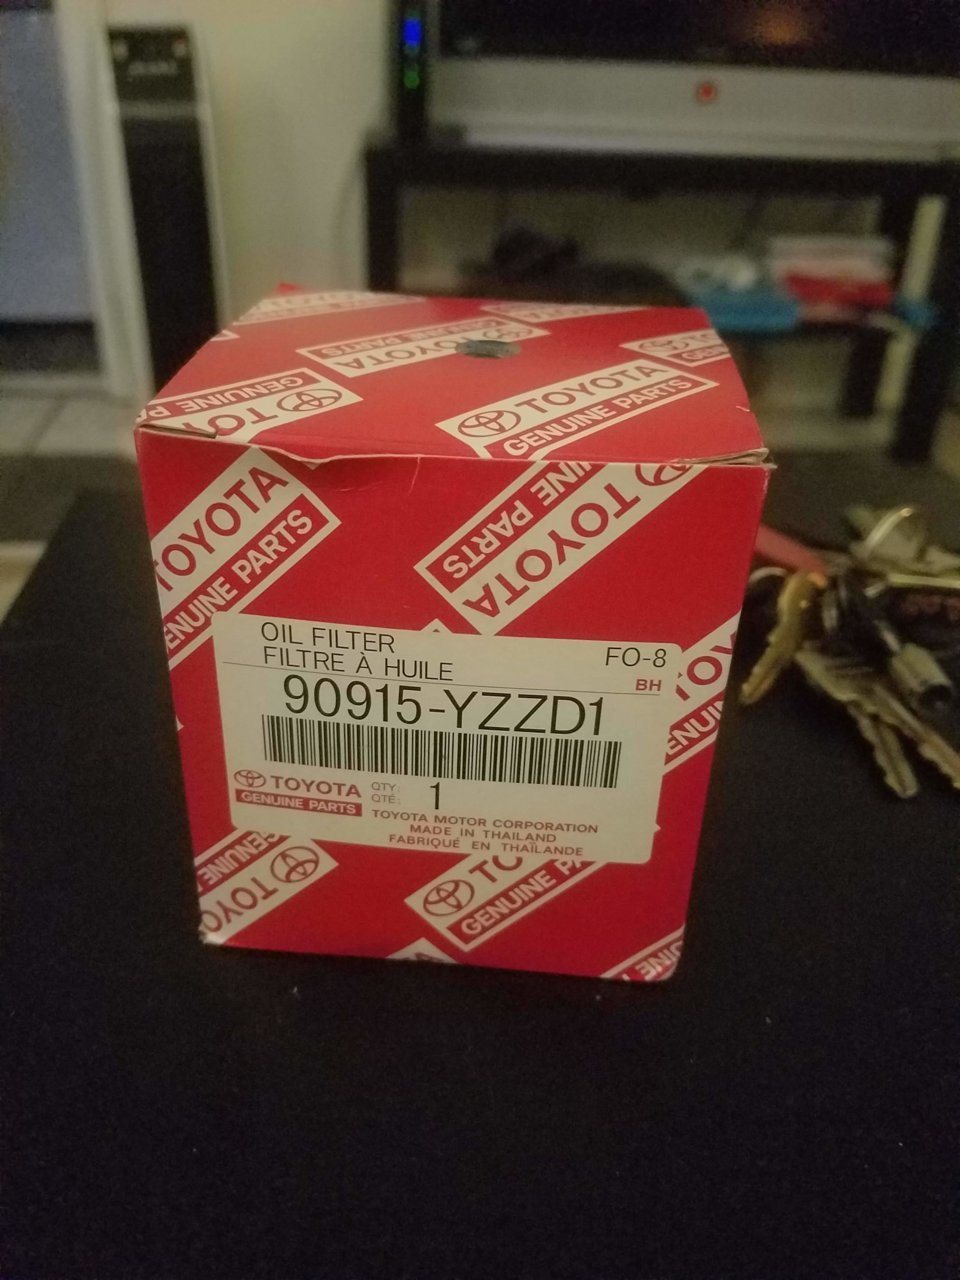 TOYOTA
GENUINE PARTS
TOYOTA
GENUINE PARTS
TOYOTA
GENUINE PARTS
TOYOTA
GENUINE PARTS
TOYOTA
PARTS
OIL FILTER
FILTRE À HUILE
FO-8
BH
90915-YZZD1
TOYOTA
GENUINE PARTS
QTY:
QTÉ:
1
TOYOTA MOTOR CORPORATION
MADE IN THAILAND
FABRIQUÉ EN THAÏLANDE
TOYOTA
GENUINE
GENUINE